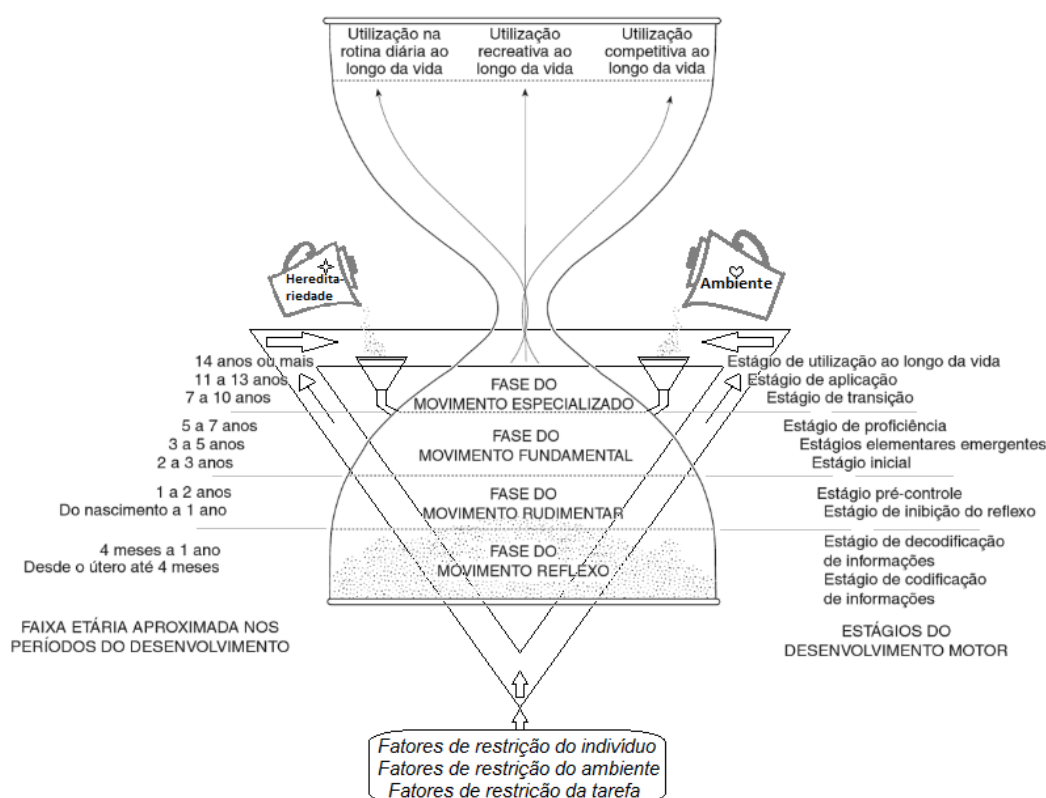 Utilização na
rotina diária ao
longo da vida
Utilização
recreativa ao
longo da vida
Utilização
competitiva ao
longo da vida
Heredita-
riedade
Ambiente
14 anos ou mais
11 a 13 anos
7 a 10 anos
FASE DO
MOVIMENTO ESPECIALIZADO
Estágio de utilização ao longo da vida
Estágio de aplicação
Estágio de transição
5 a 7 anos
3 a 5 anos
2 a 3 anos
FASE DO
MOVIMENTO FUNDAMENTAL
Estágio de proficiência
Estágios elementares emergentes
Estágio inicial
1 a 2 anos
Do nascimento a 1 ano
FASE DO
MOVIMENTO RUDIMENTAR
Estágio pré-controle
Estágio de inibição do reflexo
4 meses a 1 ano
Desde o útero até 4 meses
FASE DO
MOVIMENTO REFLEXO
Estágio de decodificação
de informações
Estágio de codificação
de informações
FAIXA ETÁRIA APROXIMADA NOS
PERÍODOS DO DESENVOLVIMENTO
ESTÁGIOS DO
DESENVOLVIMENTO MOTOR
Fatores de restrição do indivíduo
Fatores de restrição do ambiente
Fatores de restrição da tarefa